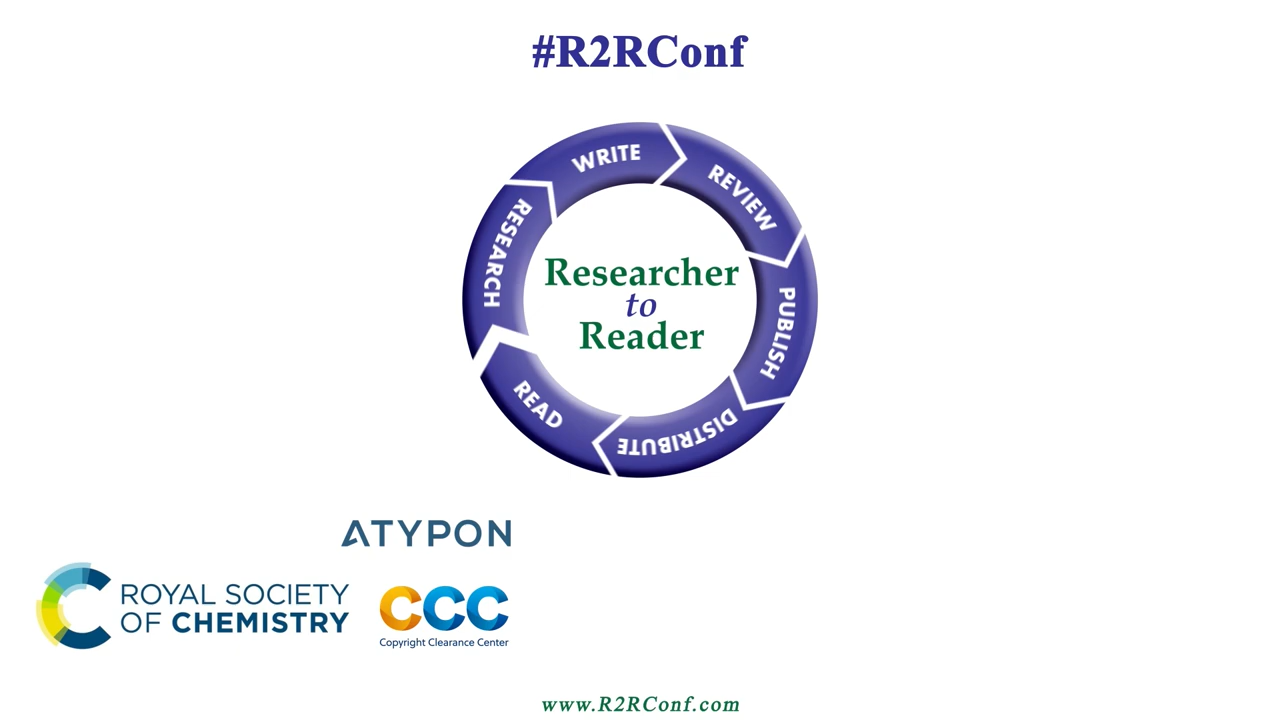 #R2RConf
WRITE
REVIEW
PUBLISH
DISTRIBUTE
READ
RESEARCH
Researcher
to
Reader
ATYPON
ROYAL SOCIETY
OF CHEMISTRY
CCC
Copyright Clearance Center
www.R2RConf.com